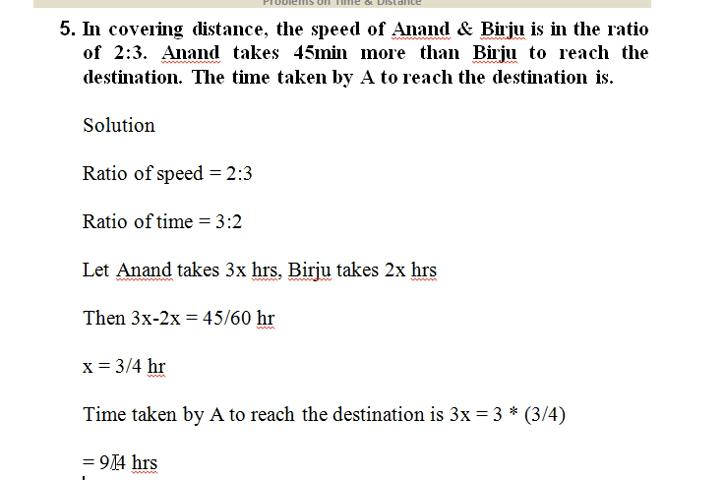 Problems on Time & Distance
5. In covering distance, the speed of Anand & Birju is in the ratio
of 2:3. Anand takes 45min more than Birju to reach the
destination. The time taken by A to reach the destination is.
Solution
Ratio of speed = 2:3
Ratio of time = 3:2
Let Anand takes 3x hrs, Birju takes 2x hrs
Then 3x-2x = 45/60 hr
x = 3/4 hr
Time taken by A to reach the destination is 3x = 3 * (3/4)
= 9/4 hrs